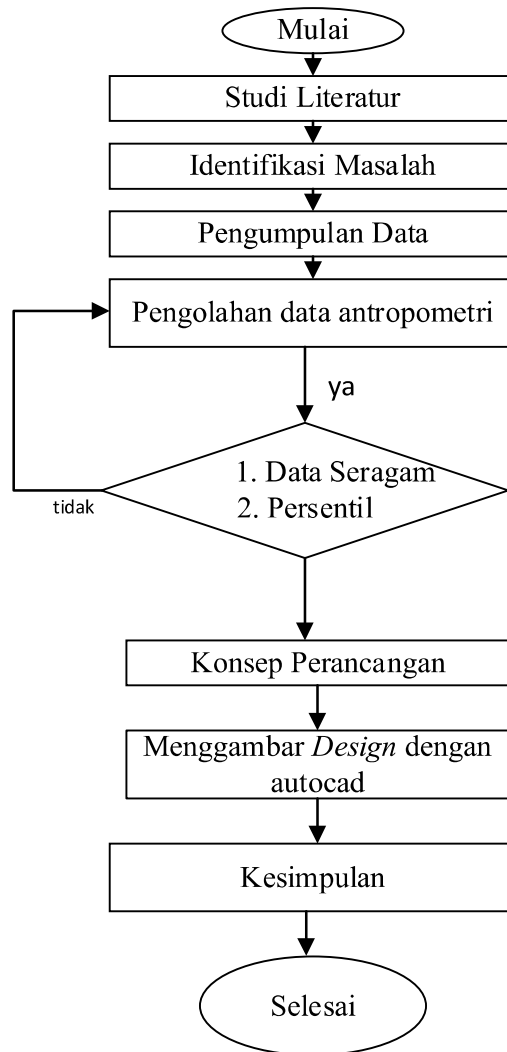 Mulai
Studi Literatur
Identifikasi Masalah
Pengumpulan Data
Pengolahan data antropometri
ya
1. Data Seragam
2. Persentil
tidak
Konsep Perancangan
Menggambar Design dengan
autocad
Kesimpulan
Selesai